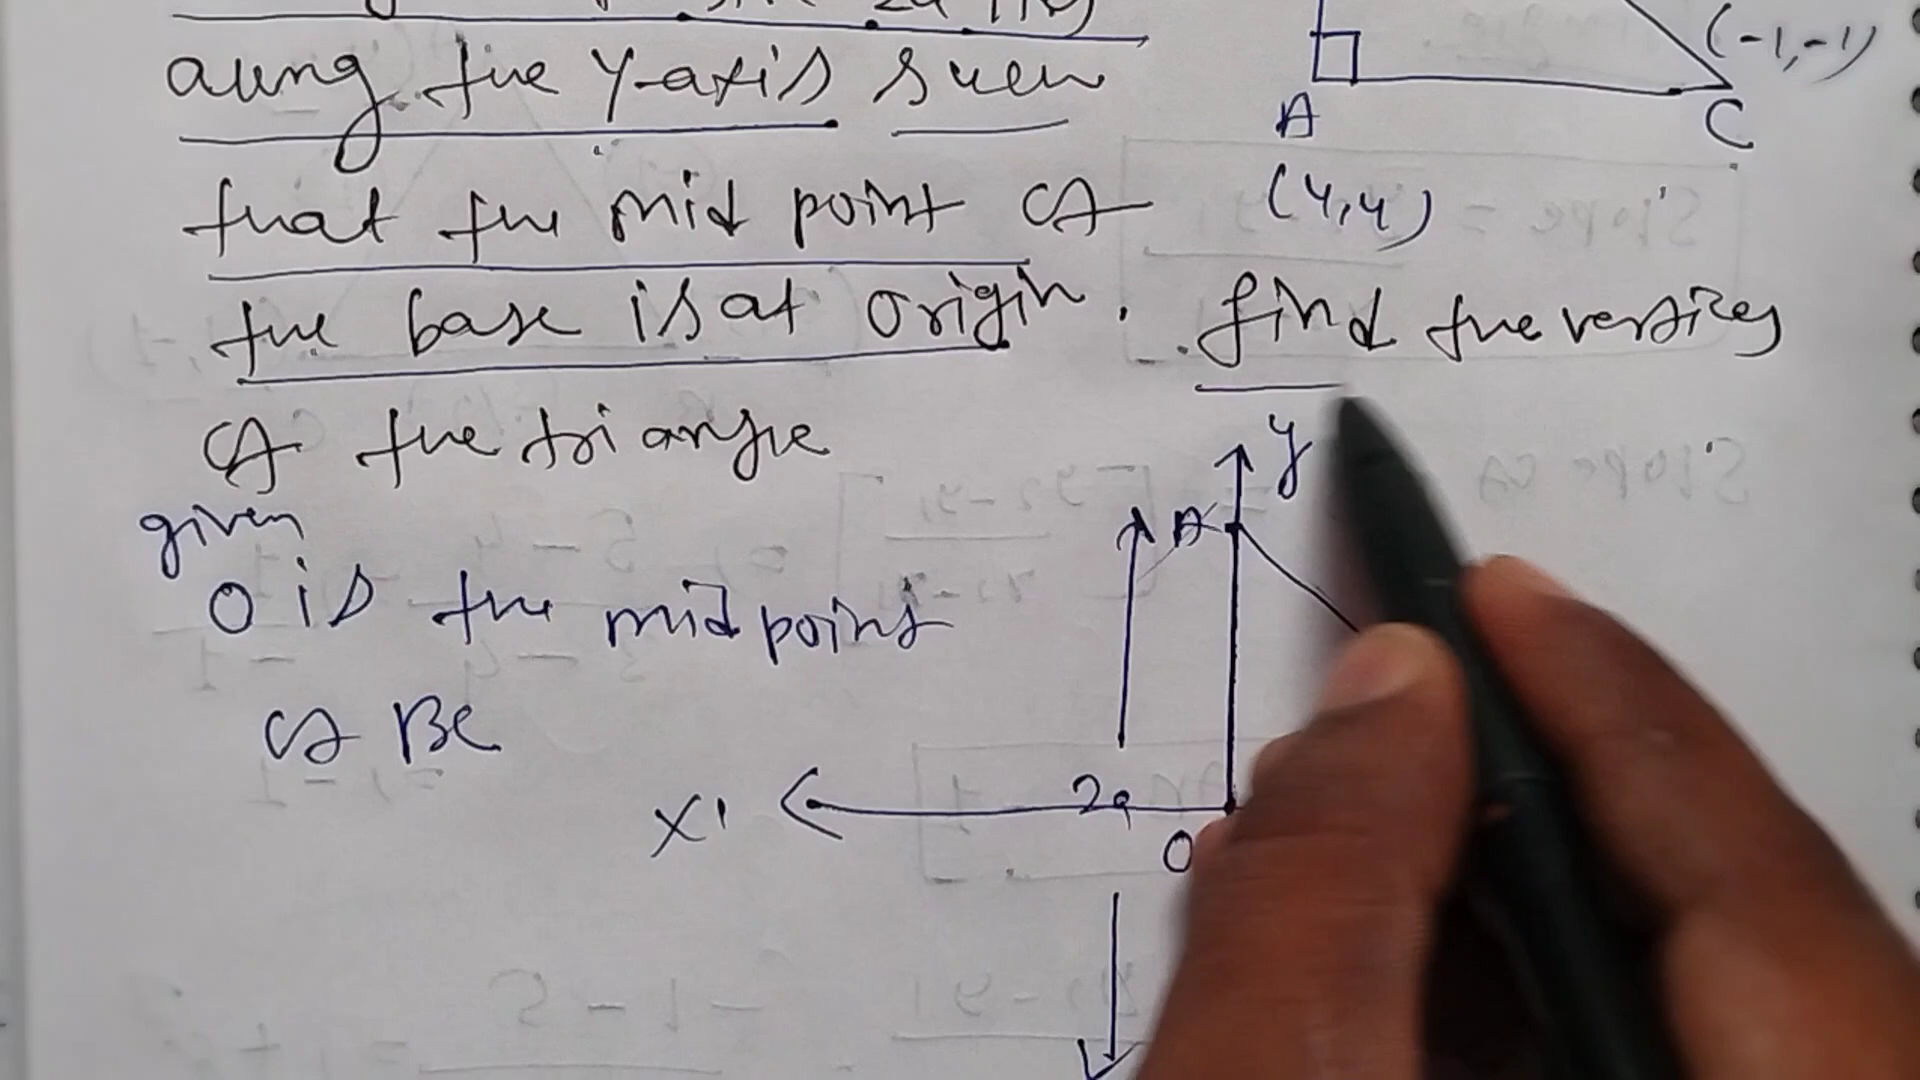 along the y-axis such
that the mid point of
the base is at origin. find the vertices
of the triangle
given
O is the mid point
of BC
(-1,-1)
A
C
(4,4)
y
A
2a
X'
O